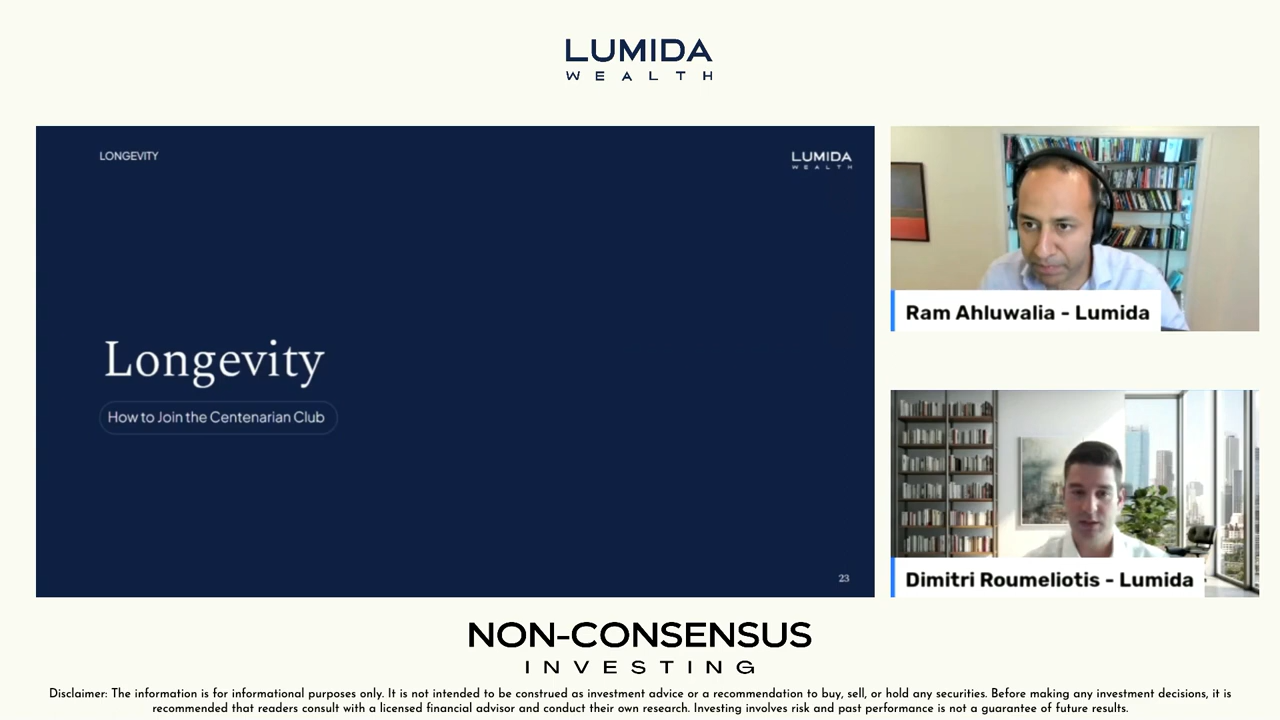 LUMIDA
WEALTH
LONGEVITY
LUMIDA
WEALTH
Longevity
How to Join the Centenarian Club
23
Ram Ahluwalia - Lumida
Dimitri Roumeliotis - Lumida
NON-CONSENSUS
INVESTING
Disclaimer: The information is for informational purposes only. It is not intended to be construed as investment advice or a recommendation to buy, sell, or hold any securities. Before making any investment decisions, it is
recommended that readers consult with a licensed financial advisor and conduct their own research. Investing involves risk and past performance is not a guarantee of future results.